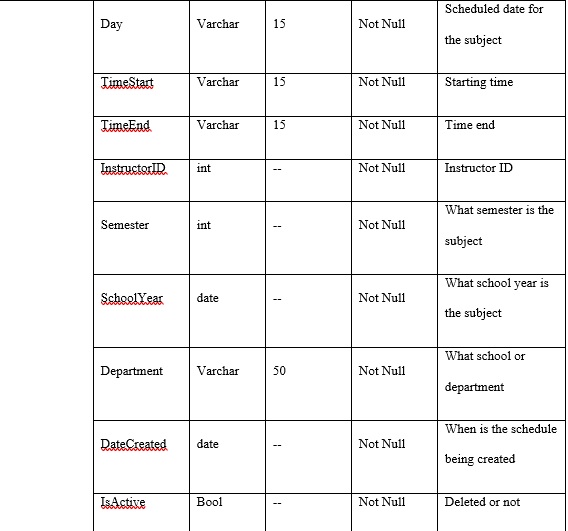 Day Varchar 15 Not Null Scheduled date for
the subject
TimeStart Varchar 15 Not Null Starting time
TimeEnd Varchar 15 Not Null Time end
InstructorID int -- Not Null Instructor ID
Semester int -- Not Null What semester is the
subject
SchoolYear date -- Not Null What school year is
the subject
Department Varchar 50 Not Null What school or
department
DateCreated date -- Not Null When is the schedule
being created
IsActive Bool -- Not Null Deleted or not